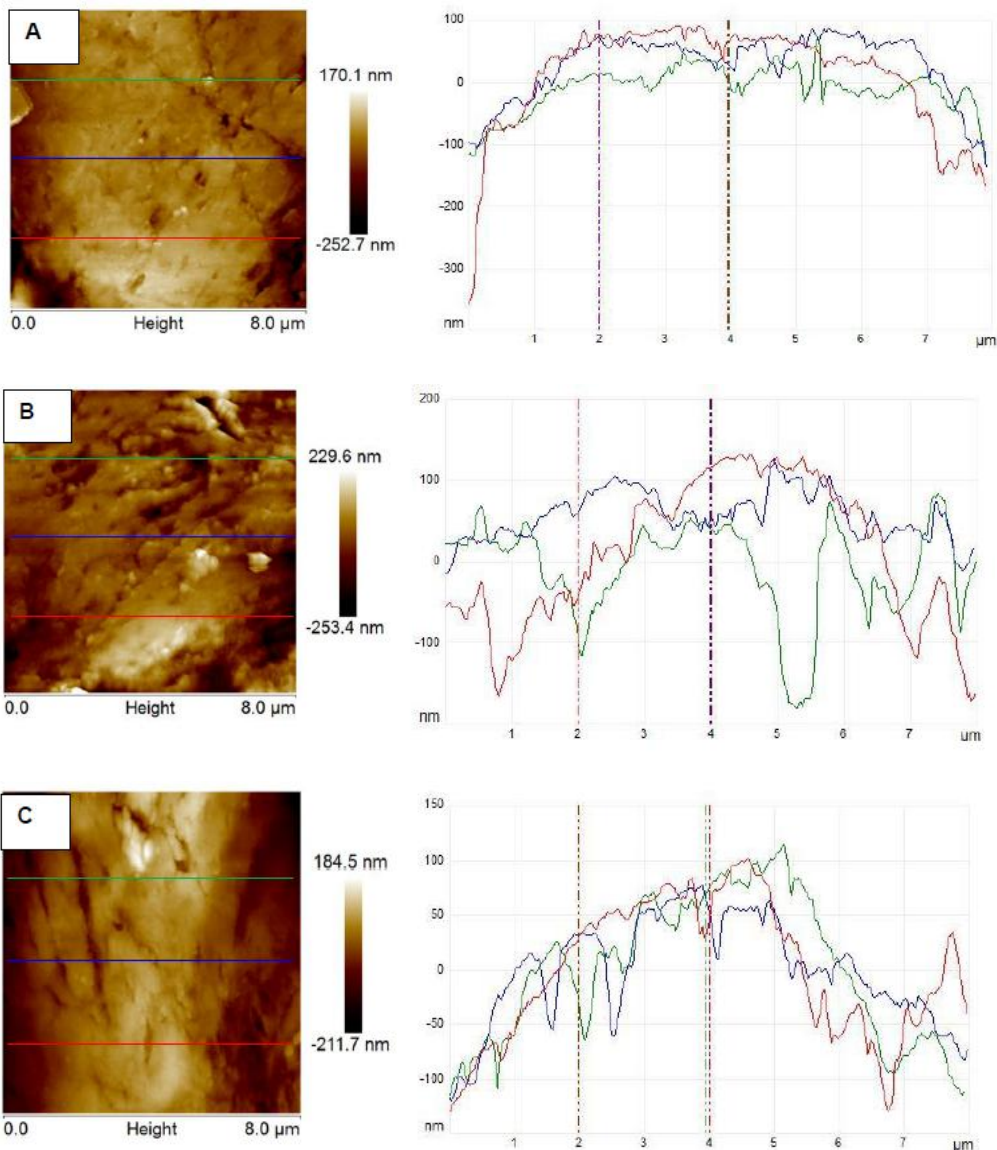 A
170.1 nm
-252.7 nm
0.0 Height 8.0 µm
100
0
-100
-200
-300
nm
1 2 3 4 5 6 7 µm
B
229.6 nm
-253.4 nm
0.0 Height 8.0 µm
200
100
0
-100
nm
1 2 3 4 5 6 7 um
C
184.5 nm
-211.7 nm
0.0 Height 8.0 µm
150
100
50
0
-50
-100
nm
1 2 3 4 5 6 7 µm